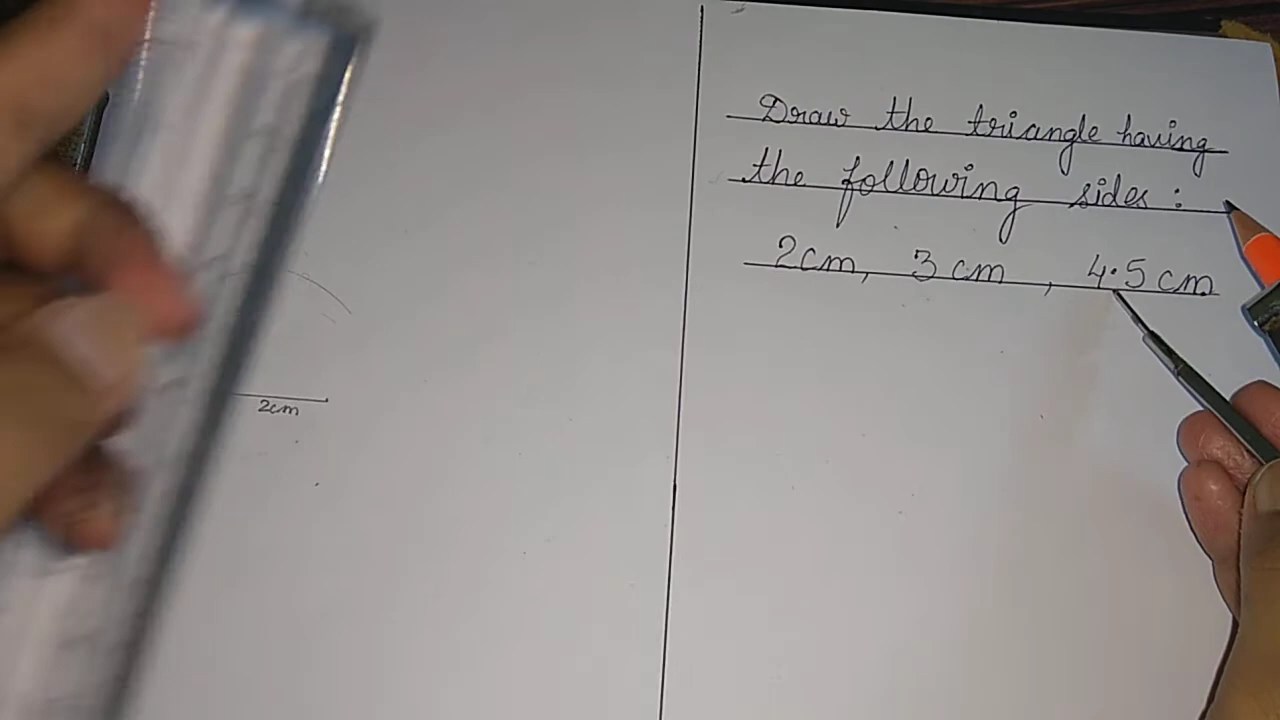 Draw the triangle having
the following sides:
2cm, 3 cm , 4.5 cm
2cm